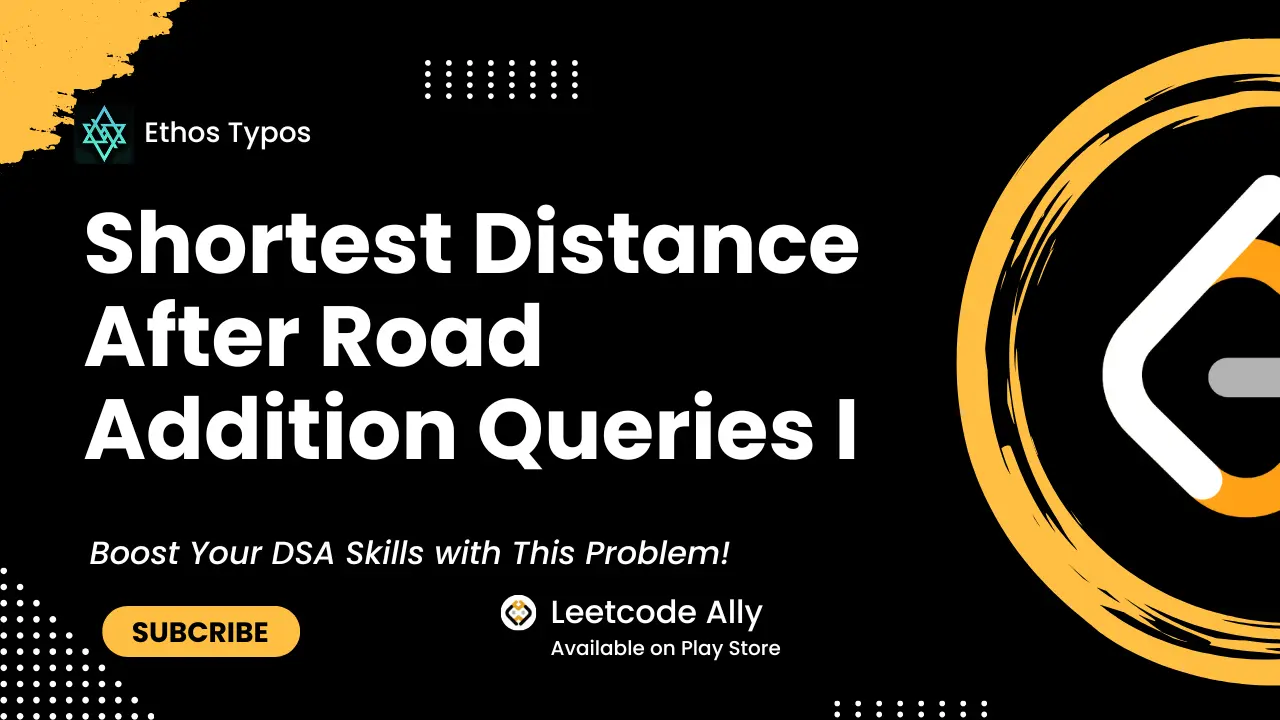 Ethos Typos
Shortest Distance
After Road
Addition Queries I
Boost Your DSA Skills with This Problem!
SUBCRIBE
Leetcode Ally
Available on Play Store